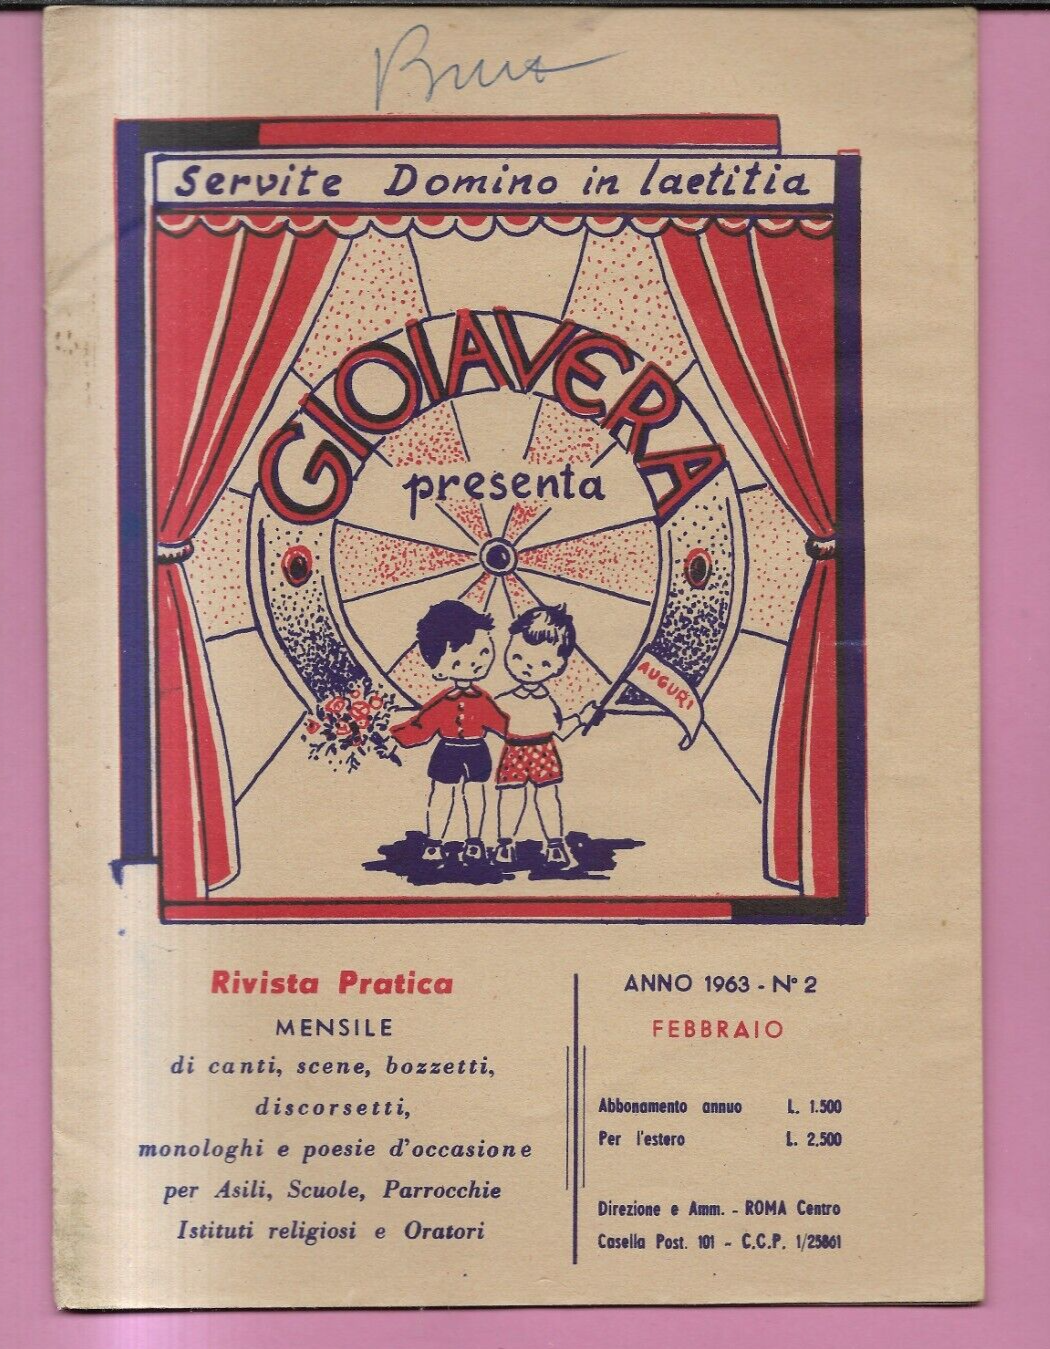 Servite Domino in laetitia
GIOIAVERA
presenta
AUGURI
Rivista Pratica
MENSILE
di canti, scene, bozzetti,
discorsetti,
monologhi e poesie d'occasione
per Asili, Scuole, Parrocchie
Istituti religiosi e Oratori
ANNO 1963 - N° 2
FEBBRAIO
Abbonamento annuo L. 1.500
Per l'estero L. 2,500
Direzione e Amm. - ROMA Centro
Casella Post. 101 - C.C.P. 1/25861